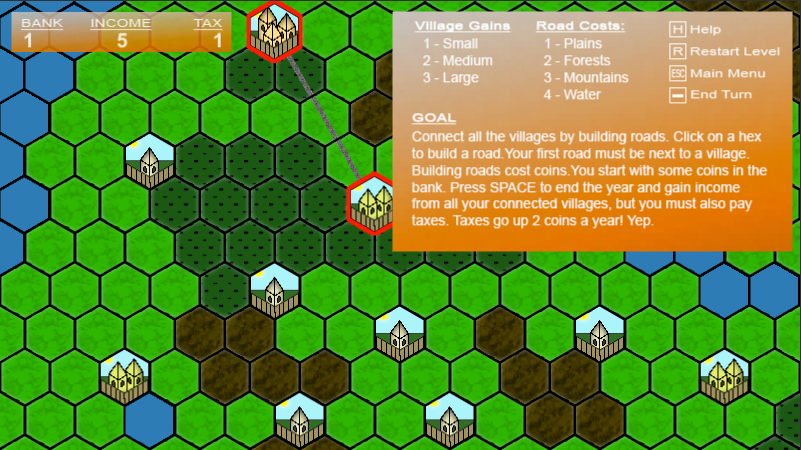 BANK INCOME TAX
1 5 1
Village Gains
1 - Small
2 - Medium
3 - Large
Road Costs:
1 - Plains
2 - Forests
3 - Mountains
4 - Water
H Help
R Restart Level
ESC Main Menu
End Turn
GOAL
Connect all the villages by building roads. Click on a hex
to build a road.Your first road must be next to a village.
Building roads cost coins.You start with some coins in the
bank. Press SPACE to end the year and gain income
from all your connected villages, but you must also pay
taxes. Taxes go up 2 coins a year! Yep.